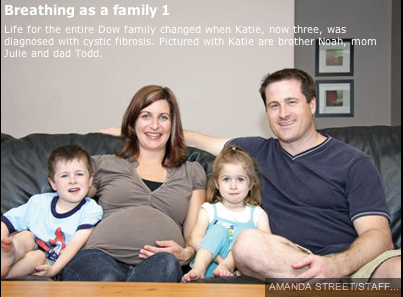 Breathing as a family 1
Life for the entire Dow family changed when Katie, now three, was
diagnosed with cystic fibrosis. Pictured with Katie are brother Noah, mom
Julie and dad Todd.
AMANDA STREET/STAFF...